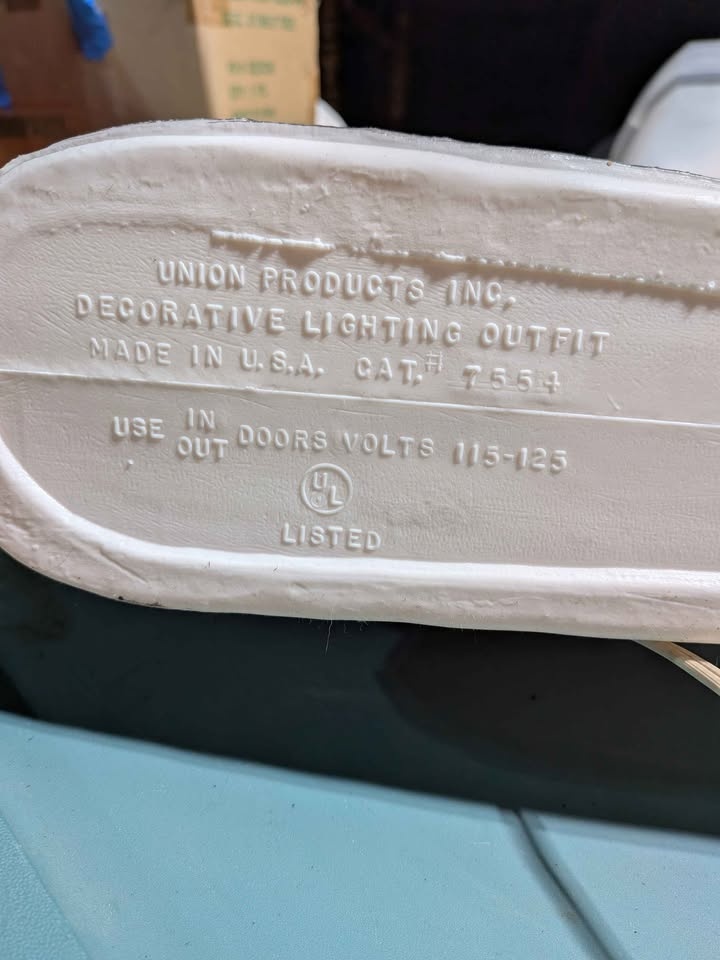 UNION PRODUCTS INC.
DECORATIVE LIGHTING OUTFIT
MADE IN U.S.A. CAT.# 7554
USE IN OUT DOORS VOLTS 115-125
UL
LISTED